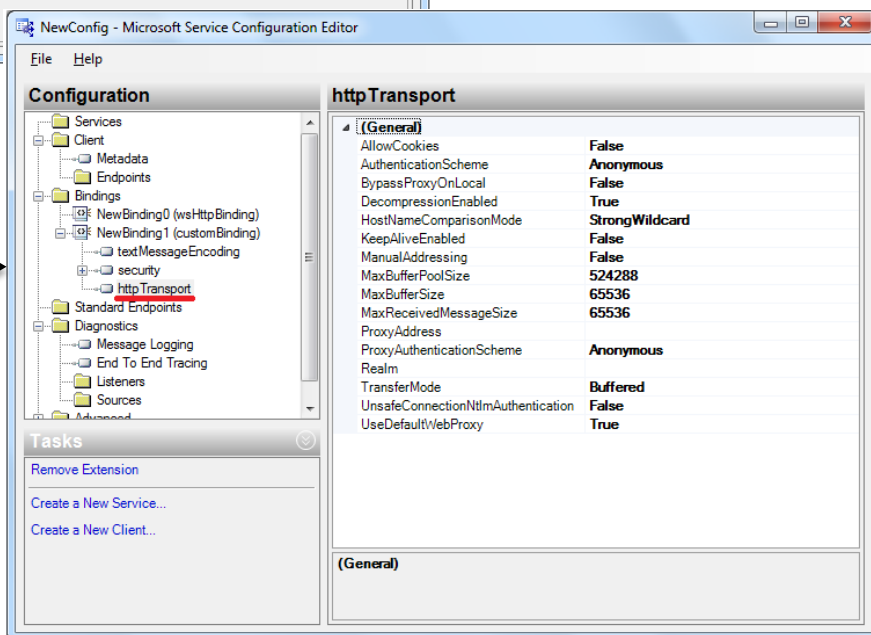 NewConfig - Microsoft Service Configuration Editor
File Help
Configuration
Services
Client
Metadata
Endpoints
Bindings
NewBinding0 (wsHttpBinding)
NewBinding1 (customBinding)
textMessageEncoding
security
httpTransport
Standard Endpoints
Diagnostics
Message Logging
End To End Tracing
Listeners
Sources
Advanced
Tasks
Remove Extension
Create a New Service...
Create a New Client...
httpTransport
(General)
AllowCookies False
AuthenticationScheme Anonymous
BypassProxyOnLocal False
DecompressionEnabled True
HostNameComparisonMode StrongWildcard
KeepAliveEnabled False
ManualAddressing False
MaxBufferPoolSize 524288
MaxBufferSize 65536
MaxReceivedMessageSize 65536
ProxyAddress
ProxyAuthenticationScheme Anonymous
Realm
TransferMode Buffered
UnsafeConnectionNtlmAuthentication False
UseDefaultWebProxy True
(General)